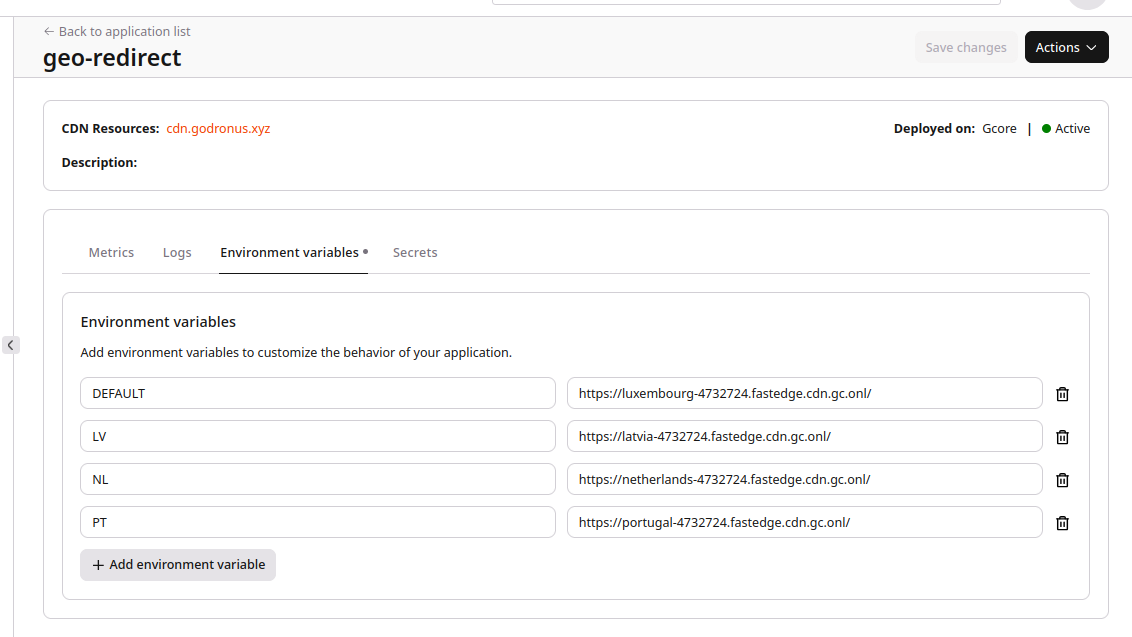 ← Back to application list
geo-redirect
Save changes
Actions
CDN Resources: cdn.godronus.xyz
Deployed on: Gcore | Active
Description:
Metrics Logs Environment variables Secrets
Environment variables
Add environment variables to customize the behavior of your application.
DEFAULT https://luxembourg-4732724.fastedge.cdn.gc.onl/
LV https://latvia-4732724.fastedge.cdn.gc.onl/
NL https://netherlands-4732724.fastedge.cdn.gc.onl/
PT https://portugal-4732724.fastedge.cdn.gc.onl/
+ Add environment variable